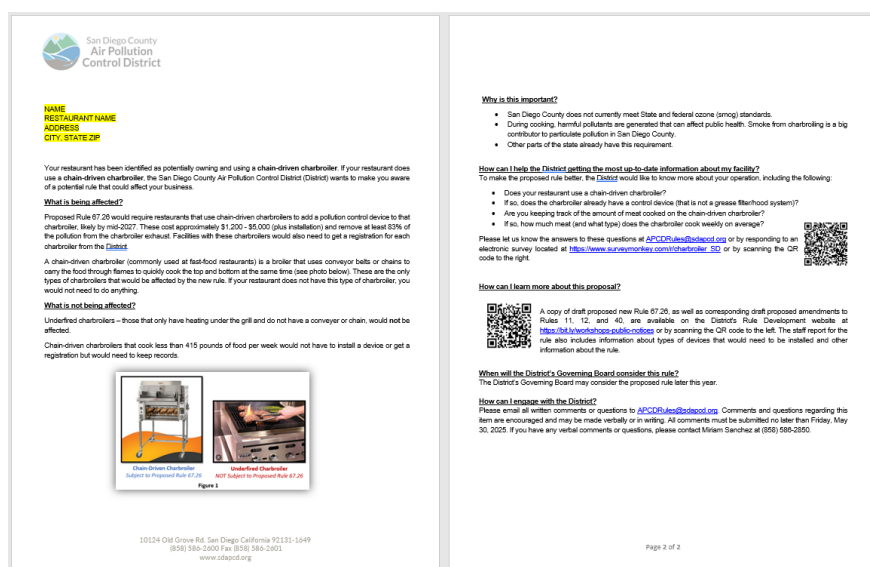 San Diego County
Air Pollution
Control District
NAME
RESTAURANT NAME
ADDRESS
CITY, STATE ZIP
Your restaurant has been identified as potentially owning and using a chain-driven charbroiler. If your restaurant does
use a chain-driven charbroiler, the San Diego County Air Pollution Control District (District) wants to make you aware
of a potential rule that could affect your business.
What is being affected?
Proposed Rule 67.26 would require restaurants that use chain-driven charbroilers to add a pollution control device to that
charbroiler, likely by mid-2027. These cost approximately $1,200 - $5,000 (plus installation) and remove at least 83% of
the pollution from the charbroiler exhaust. Facilities with these charbroilers would also need to get a registration for each
charbroiler from the District.
A chain-driven charbroiler (commonly used at fast-food restaurants) is a broiler that uses conveyor belts or chains to
carry the food through flames to quickly cook the top and bottom at the same time (see photo below). These are the only
types of charbroilers that would be affected by the new rule. If your restaurant does not have this type of charbroiler, you
would not need to do anything.
What is not being affected?
Underfired charbroilers – those that only have heating under the grill and do not have a conveyor or chain, would not be
affected.
Chain-driven charbroilers that cook less than 415 pounds of food per week would not have to install a device or get a
registration but would need to keep records.
Chain-Driven Charbroiler
Subject to Proposed Rule 67.26
Underfired Charbroiler
NOT Subject to Proposed Rule 67.26
Figure 1
10124 Old Grove Rd. San Diego California 92131-1649
(858) 586-2600 Fax (858) 586-2601
www.sdapcd.org
Why is this important?
• San Diego County does not currently meet State and federal ozone (smog) standards.
• During cooking, harmful pollutants are generated that can affect public health. Smoke from charbroiling is a big
contributor to particulate pollution in San Diego County.
• Other parts of the state already have this requirement.
How can I help the District getting the most up-to-date information about my facility?
To make the proposed rule better, the District would like to know more about your operation, including the following:
• Does your restaurant use a chain-driven charbroiler?
• If so, does the charbroiler already have a control device (that is not a grease filter/hood system)?
• Are you keeping track of the amount of meat cooked on the chain-driven charbroiler?
• If so, how much meat (and what type) does the charbroiler cook weekly on average?
Please let us know the answers to these questions at APCDRules@sdapcd.org or by responding to an
electronic survey located at https://www.surveymonkey.com/r/charbroiler_SD or by scanning the QR
code to the right.
How can I learn more about this proposal?
A copy of draft proposed new Rule 67.26, as well as corresponding draft proposed amendments to
Rules 11, 12, and 40, are available on the District's Rule Development website at
https://bit.ly/workshops-public-notices or by scanning the QR code to the left. The staff report for the
rule also includes information about types of devices that would need to be installed and other
information about the rule.
When will the District's Governing Board consider this rule?
The District's Governing Board may consider the proposed rule later this year.
How can I engage with the District?
Please email all written comments or questions to APCDRules@sdapcd.org. Comments and questions regarding this
item are encouraged and may be made verbally or in writing. All comments must be submitted no later than Friday, May
30, 2025. If you have any verbal comments or questions, please contact Miriam Sanchez at (858) 586-2850.
Page 2 of 2